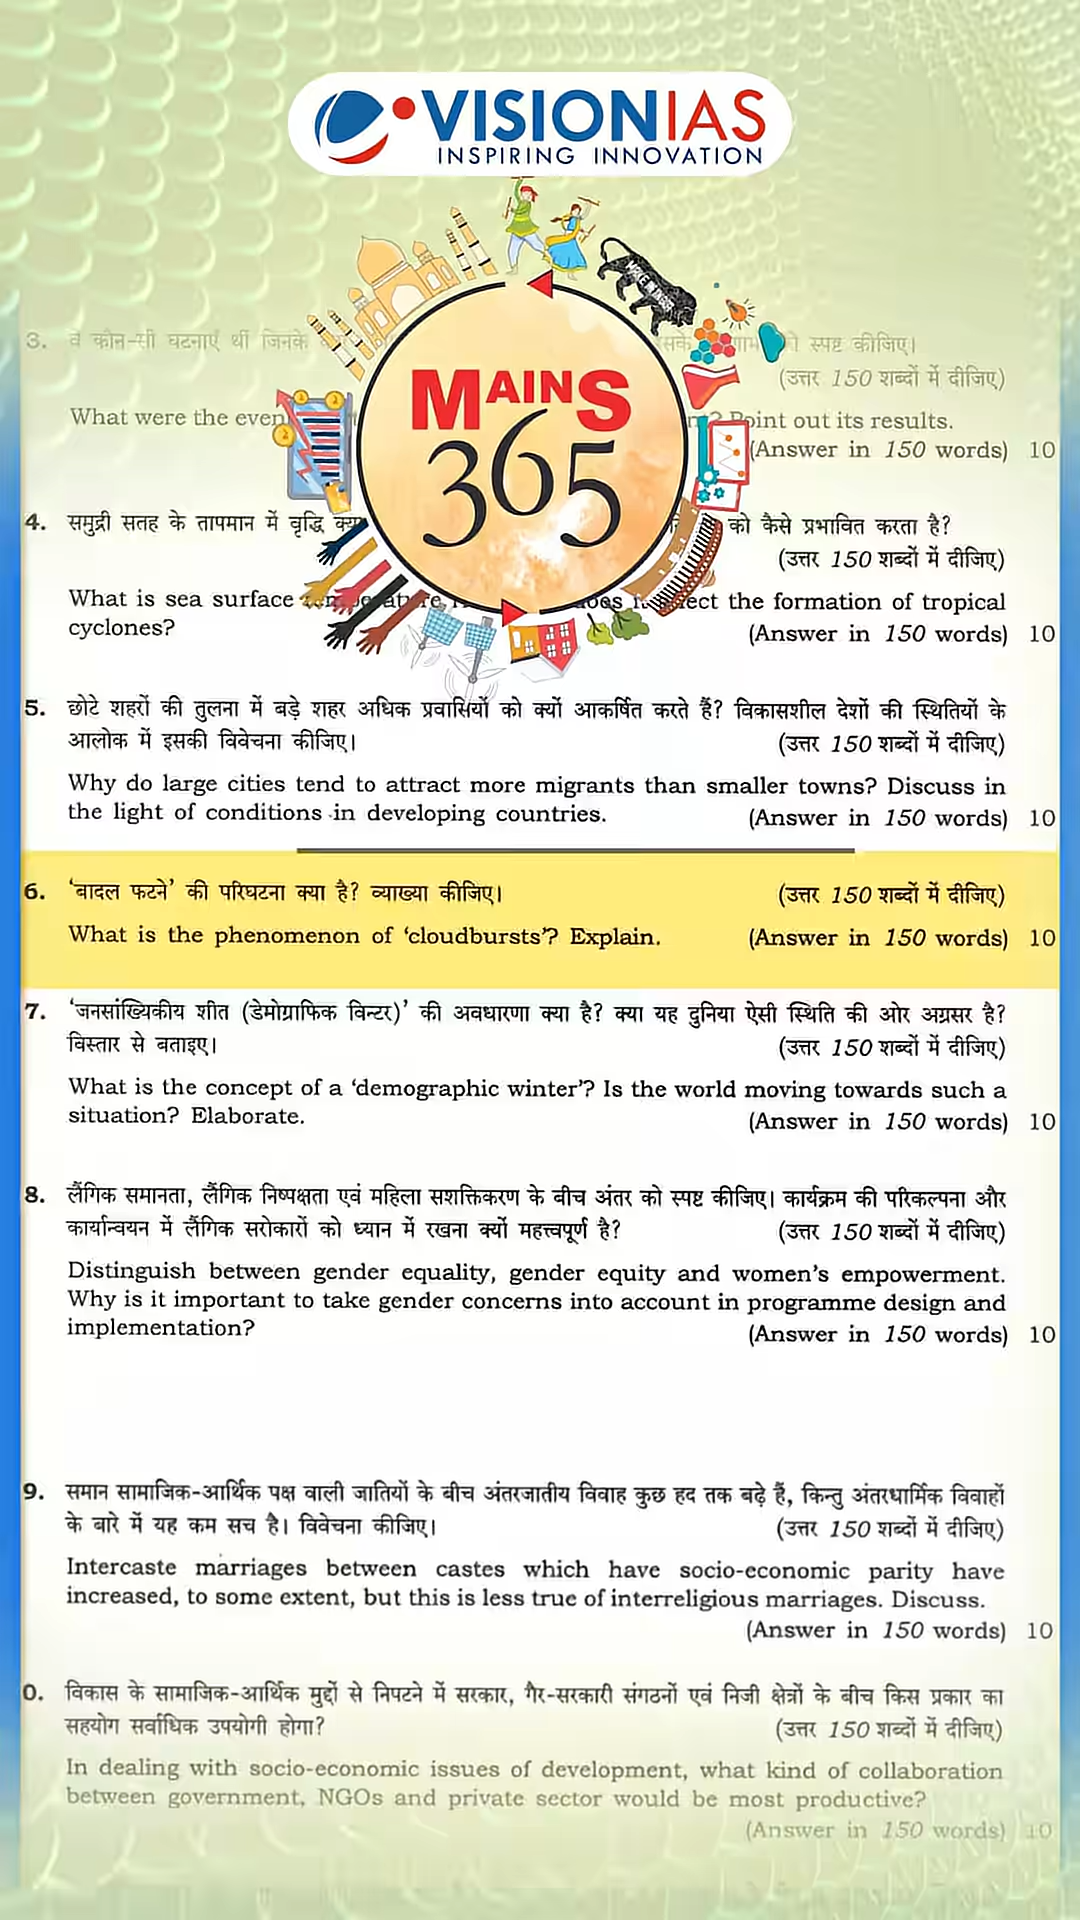 VISIONIAS
INSPIRING INNOVATION
MAINS
365
3. वे कौन-सी घटनाएँ थीं जिनके स्पष्ट कीजिए।
(उत्तर 150 शब्दों में दीजिए)
What were the Point out its results.
(Answer in 150 words) 10
4. समुद्री सतह के तापमान में वृद्धि को कैसे प्रभावित करता है?
(उत्तर 150 शब्दों में दीजिए)
What is sea surface the formation of tropical
cyclones? (Answer in 150 words) 10
5. छोटे शहरों की तुलना में बड़े शहर अधिक प्रवासियों को क्यों आकर्षित करते हैं? विकासशील देशों की स्थितियों के
आलोक में इसकी विवेचना कीजिए। (उत्तर 150 शब्दों में दीजिए)
Why do large cities tend to attract more migrants than smaller towns? Discuss in
the light of conditions in developing countries. (Answer in 150 words) 10
6. 'बादल फटने' की परिघटना क्या है? व्याख्या कीजिए। (उत्तर 150 शब्दों में दीजिए)
What is the phenomenon of 'cloudbursts'? Explain. (Answer in 150 words) 10
7. 'जनसांख्यिकीय शीत (डेमोग्राफिक विन्टर)' की अवधारणा क्या है? क्या यह दुनिया ऐसी स्थिति की ओर अग्रसर है?
विस्तार से बताइए। (उत्तर 150 शब्दों में दीजिए)
What is the concept of a 'demographic winter'? Is the world moving towards such a
situation? Elaborate. (Answer in 150 words) 10
8. लैंगिक समानता, लैंगिक निष्पक्षता एवं महिला सशक्तिकरण के बीच अंतर को स्पष्ट कीजिए। कार्यक्रम की परिकल्पना और
कार्यान्वयन में लैंगिक सरोकारों को ध्यान में रखना क्यों महत्त्वपूर्ण है? (उत्तर 150 शब्दों में दीजिए)
Distinguish between gender equality, gender equity and women's empowerment.
Why is it important to take gender concerns into account in programme design and
implementation? (Answer in 150 words) 10
9. समान सामाजिक-आर्थिक पक्ष वाली जातियों के बीच अंतरजातीय विवाह कुछ हद तक बढ़े हैं, किन्तु अंतरधार्मिक विवाहों
के बारे में यह कम सच है। विवेचना कीजिए। (उत्तर 150 शब्दों में दीजिए)
Intercaste marriages between castes which have socio-economic parity have
increased, to some extent, but this is less true of interreligious marriages. Discuss.
(Answer in 150 words) 10
0. विकास के सामाजिक-आर्थिक मुद्दों से निपटने में सरकार, गैर-सरकारी संगठनों एवं निजी क्षेत्रों के बीच किस प्रकार का
सहयोग सर्वाधिक उपयोगी होगा? (उत्तर 150 शब्दों में दीजिए)
In dealing with socio-economic issues of development, what kind of collaboration
between government, NGOs and private sector would be most productive?
(Answer in 150 words) 10